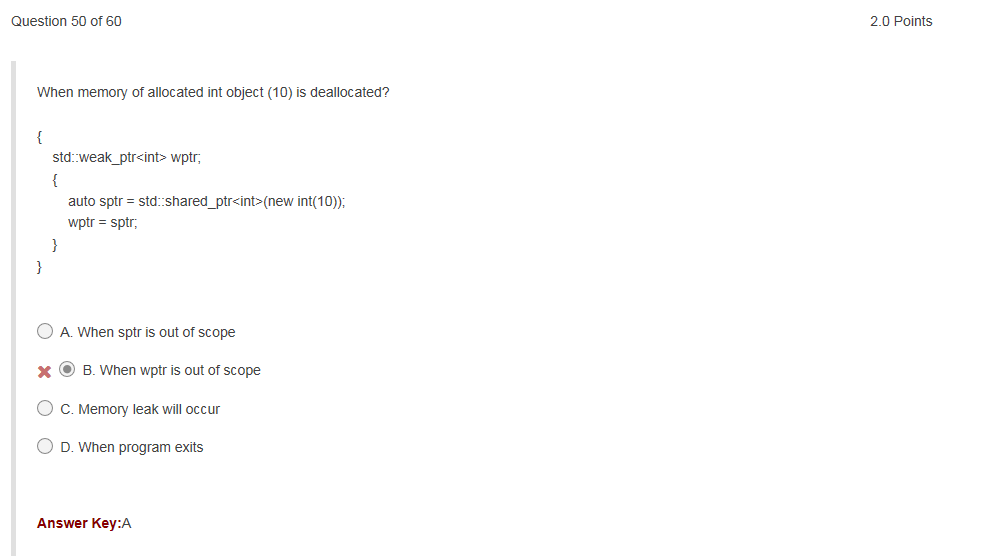 Question 50 of 60
2.0 Points
When memory of allocated int object (10) is deallocated?
{
std::weak_ptr<int> wptr;
{
auto sptr = std::shared_ptr<int>(new int(10));
wptr = sptr;
}
}
A. When sptr is out of scope
B. When wptr is out of scope
C. Memory leak will occur
D. When program exits
Answer Key:A